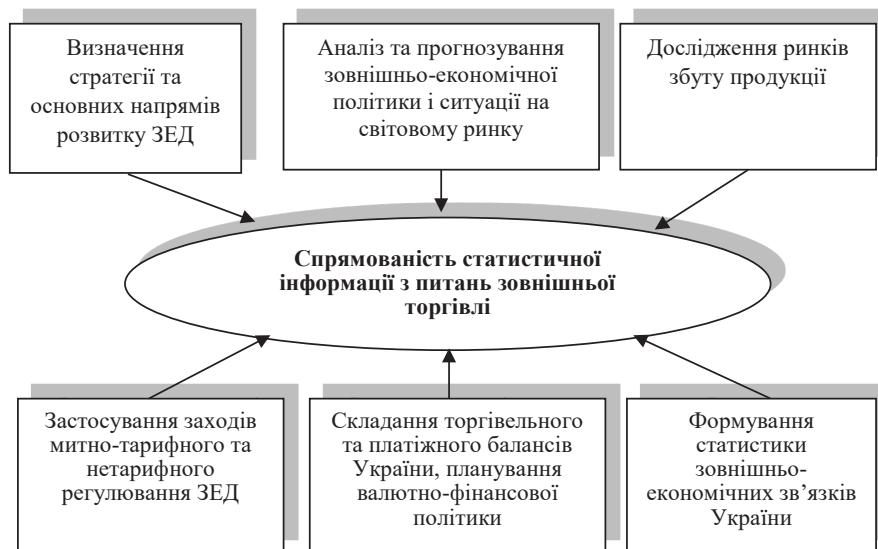 Визначення
стратегії та
основних напрямів
розвитку ЗЕД
Аналіз та прогнозування
зовнішньо-економічної
політики і ситуації на
світовому ринку
Дослідження ринків
збуту продукції
Спрямованість статистичної
інформації з питань зовнішньої
торгівлі
Застосування заходів
митно-тарифного та
нетарифного
регулювання ЗЕД
Складання торгівельного
та платіжного балансів
України, планування
валютно-фінансової
політики
Формування
статистики
зовнішньо-
економічних зв’язків
України